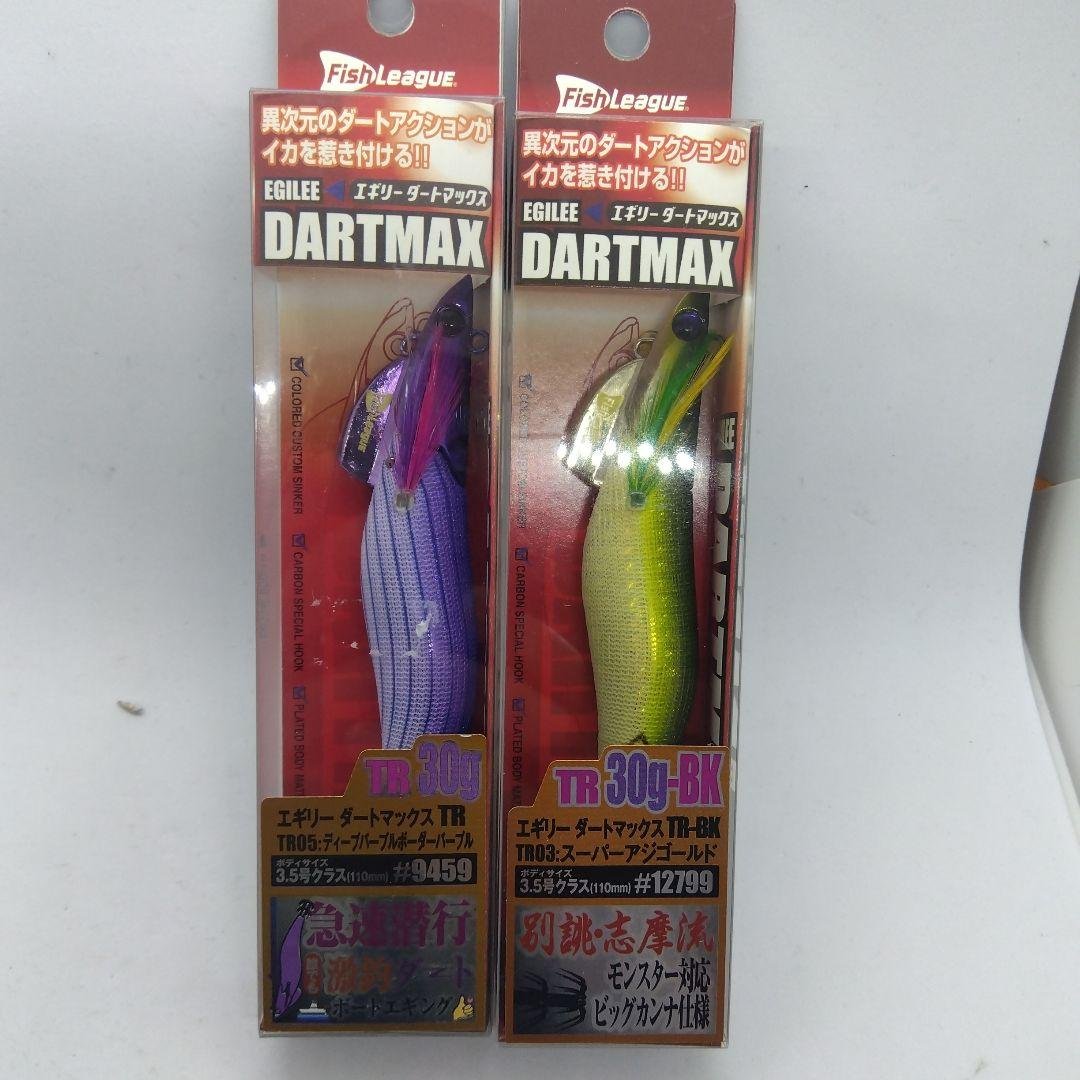 FishLeague
異次元のダートアクションが
イカを惹き付ける!!
EGILEE エギリー ダートマックス
DARTMAX
FishLeague
COLORED CUSTOM SINKER
CARBON SPECIAL HOOK
PLATED BODY MAT
TR 30g
エギリー ダートマックス TR
TR05:ディープパープルボーダーパープル
ボディサイズ
3.5号クラス(110mm) #9459
急速潜行
激釣ダート
ボートエギング
FishLeague
異次元のダートアクションが
イカを惹き付ける!!
EGILEE エギリー ダートマックス
DARTMAX
CARBON SPECIAL HOOK
PLATED BODY MAT
TR 30g-BK
エギリー ダートマックス TR-BK
TR03:スーパーアジゴールド
ボディサイズ
3.5号クラス(110mm) #12799
別誂・志摩流
モンスター対応
ビッグカンナ仕様